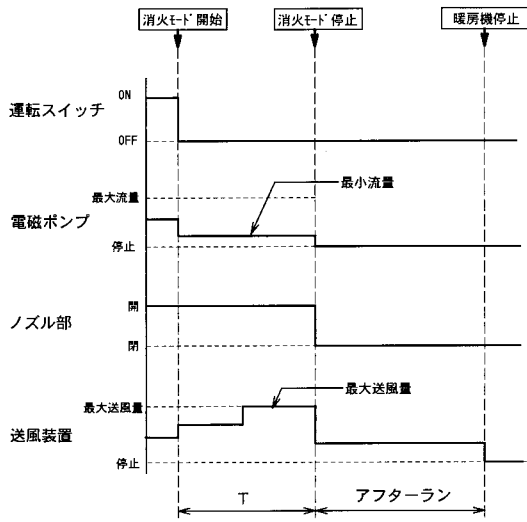 消火ﾓｰﾄﾞ開始 消火ﾓｰﾄﾞ停止 暖房機停止
ON
運転スイッチ
OFF
最大流量
最小流量
電磁ポンプ
停止
開
ノズル部
閉
最大送風量
最大送風量
送風装置
停止
T アフターラン